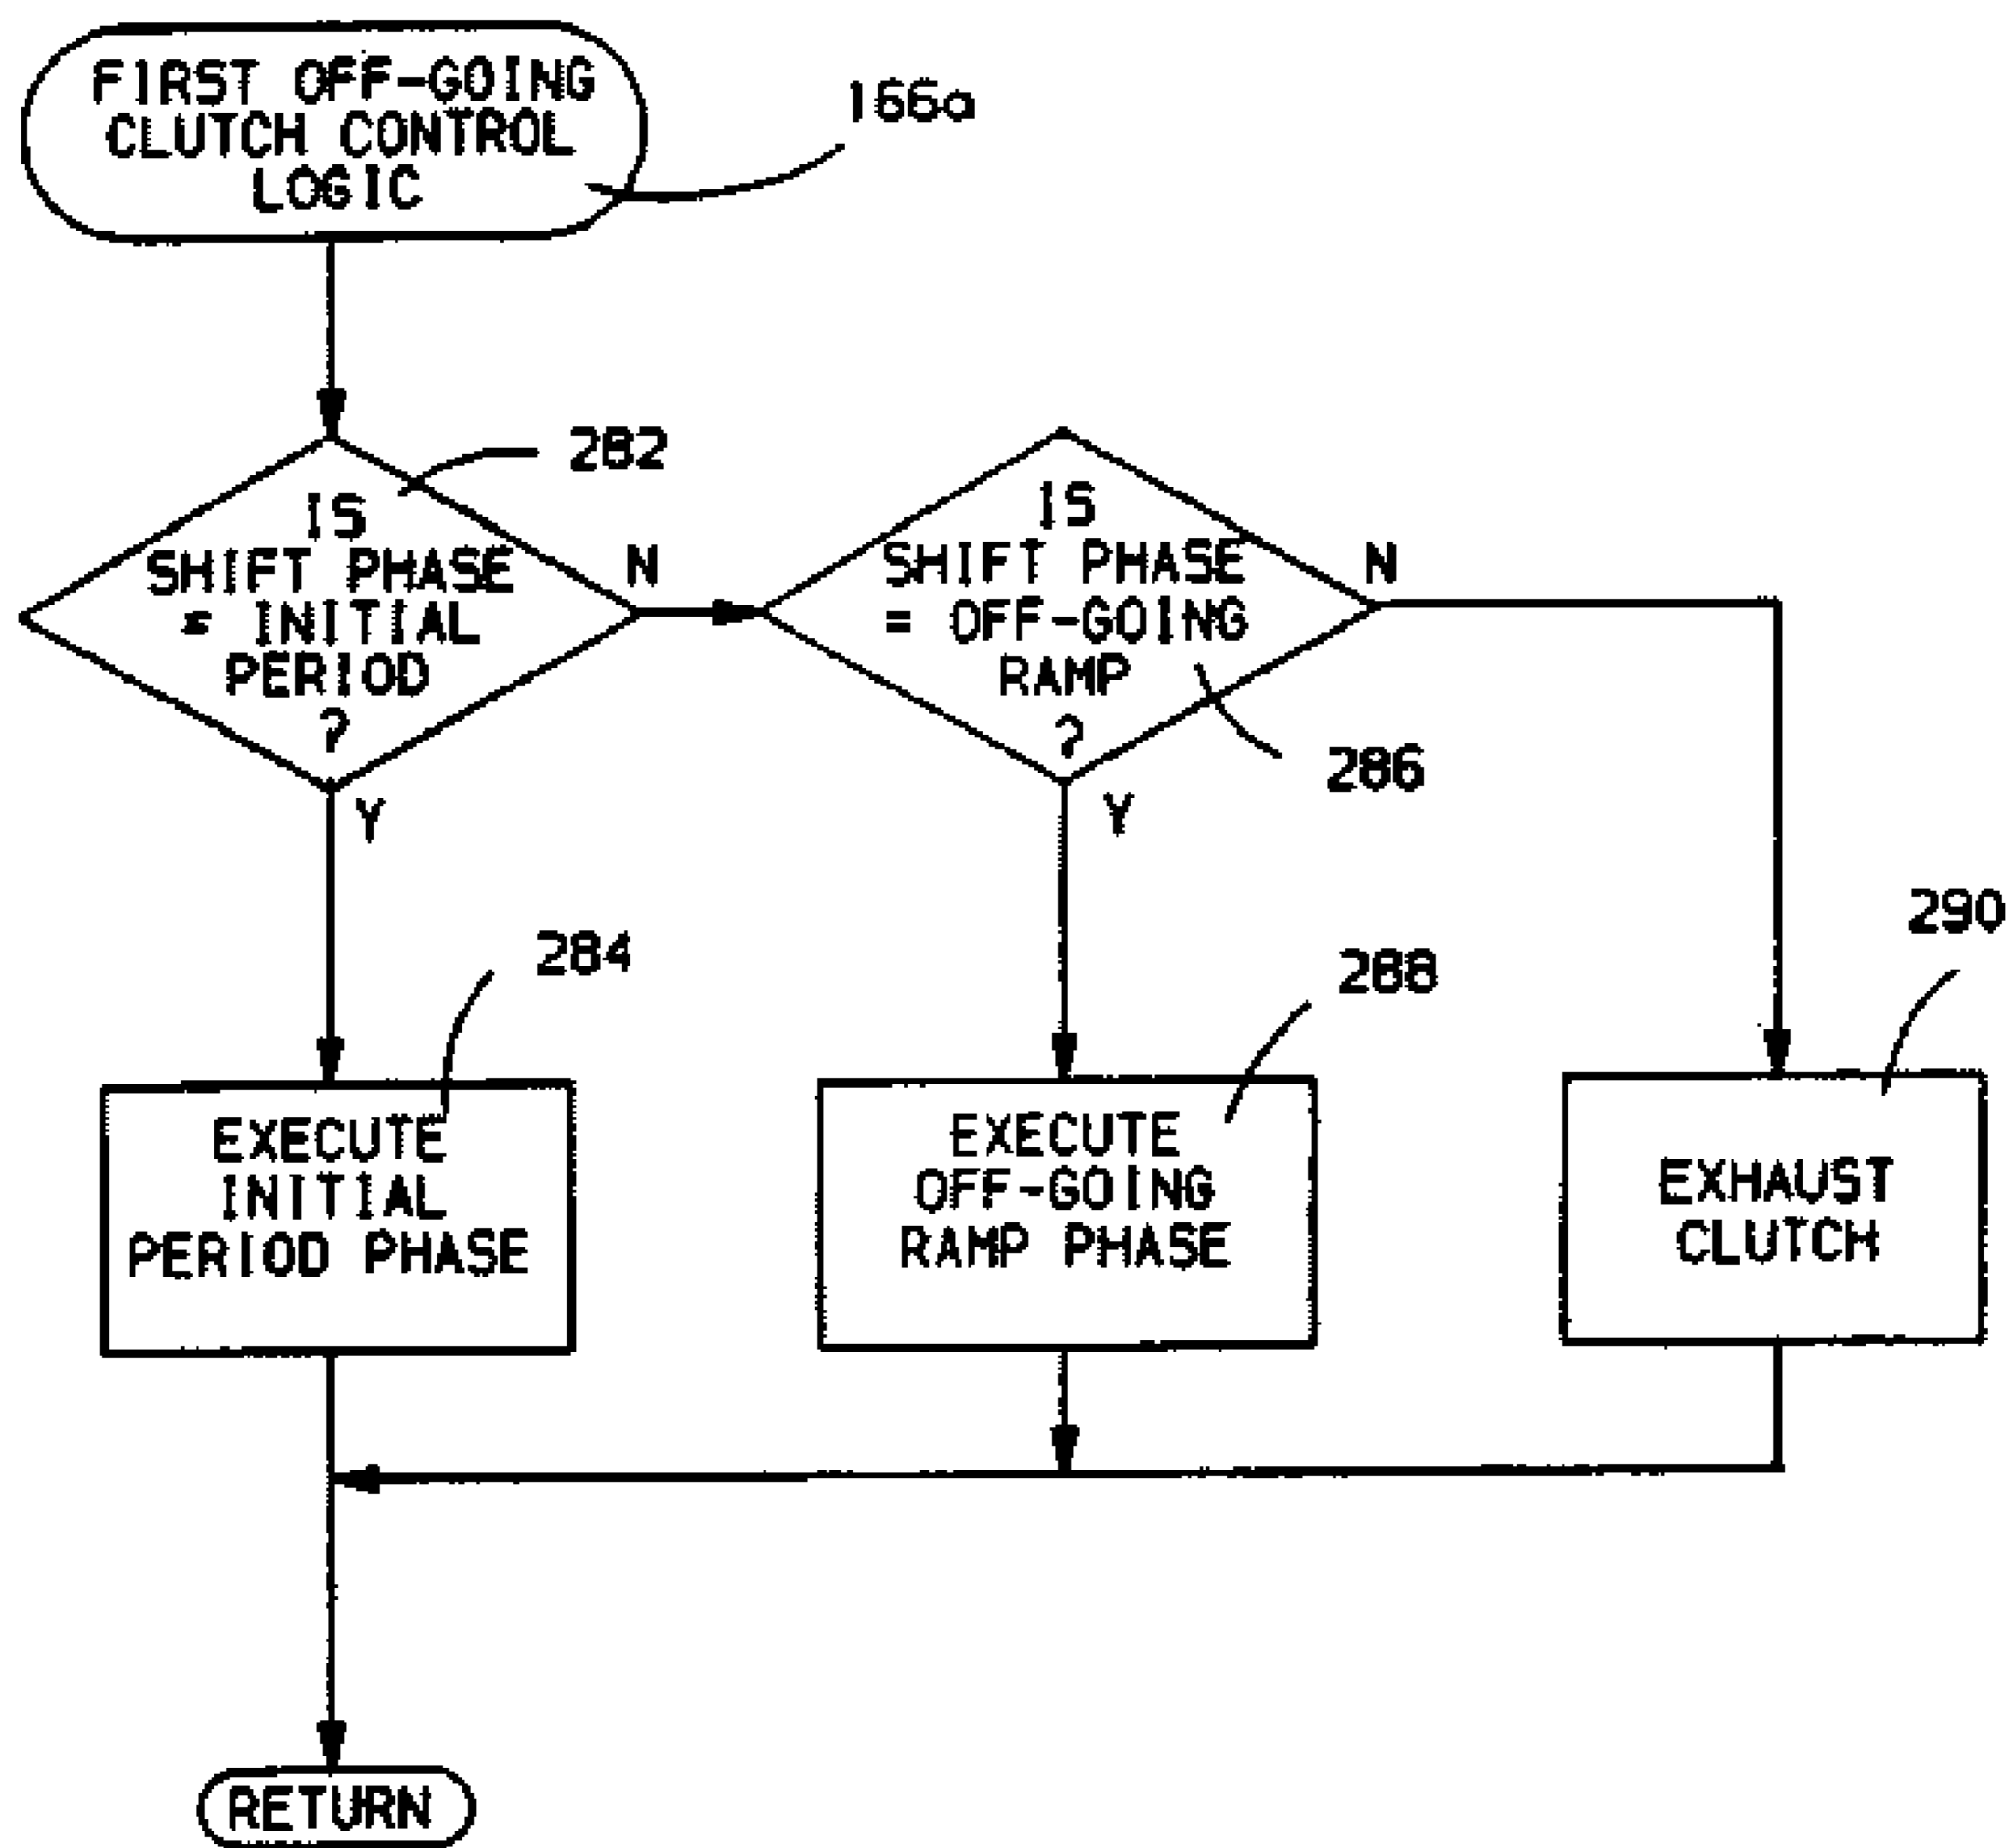 FIRST OFF-GOING
CLUTCH CONTROL
LOGIC
166a
282
IS
SHIFT PHASE
= INITIAL
PERIOD
?
N
Y
IS
SHIFT PHASE
= OFF-GOING
RAMP
?
N
Y
286
284
EXECUTE
INITIAL
PERIOD PHASE
288
EXECUTE
OFF-GOING
RAMP PHASE
290
EXHAUST
CLUTCH
RETURN